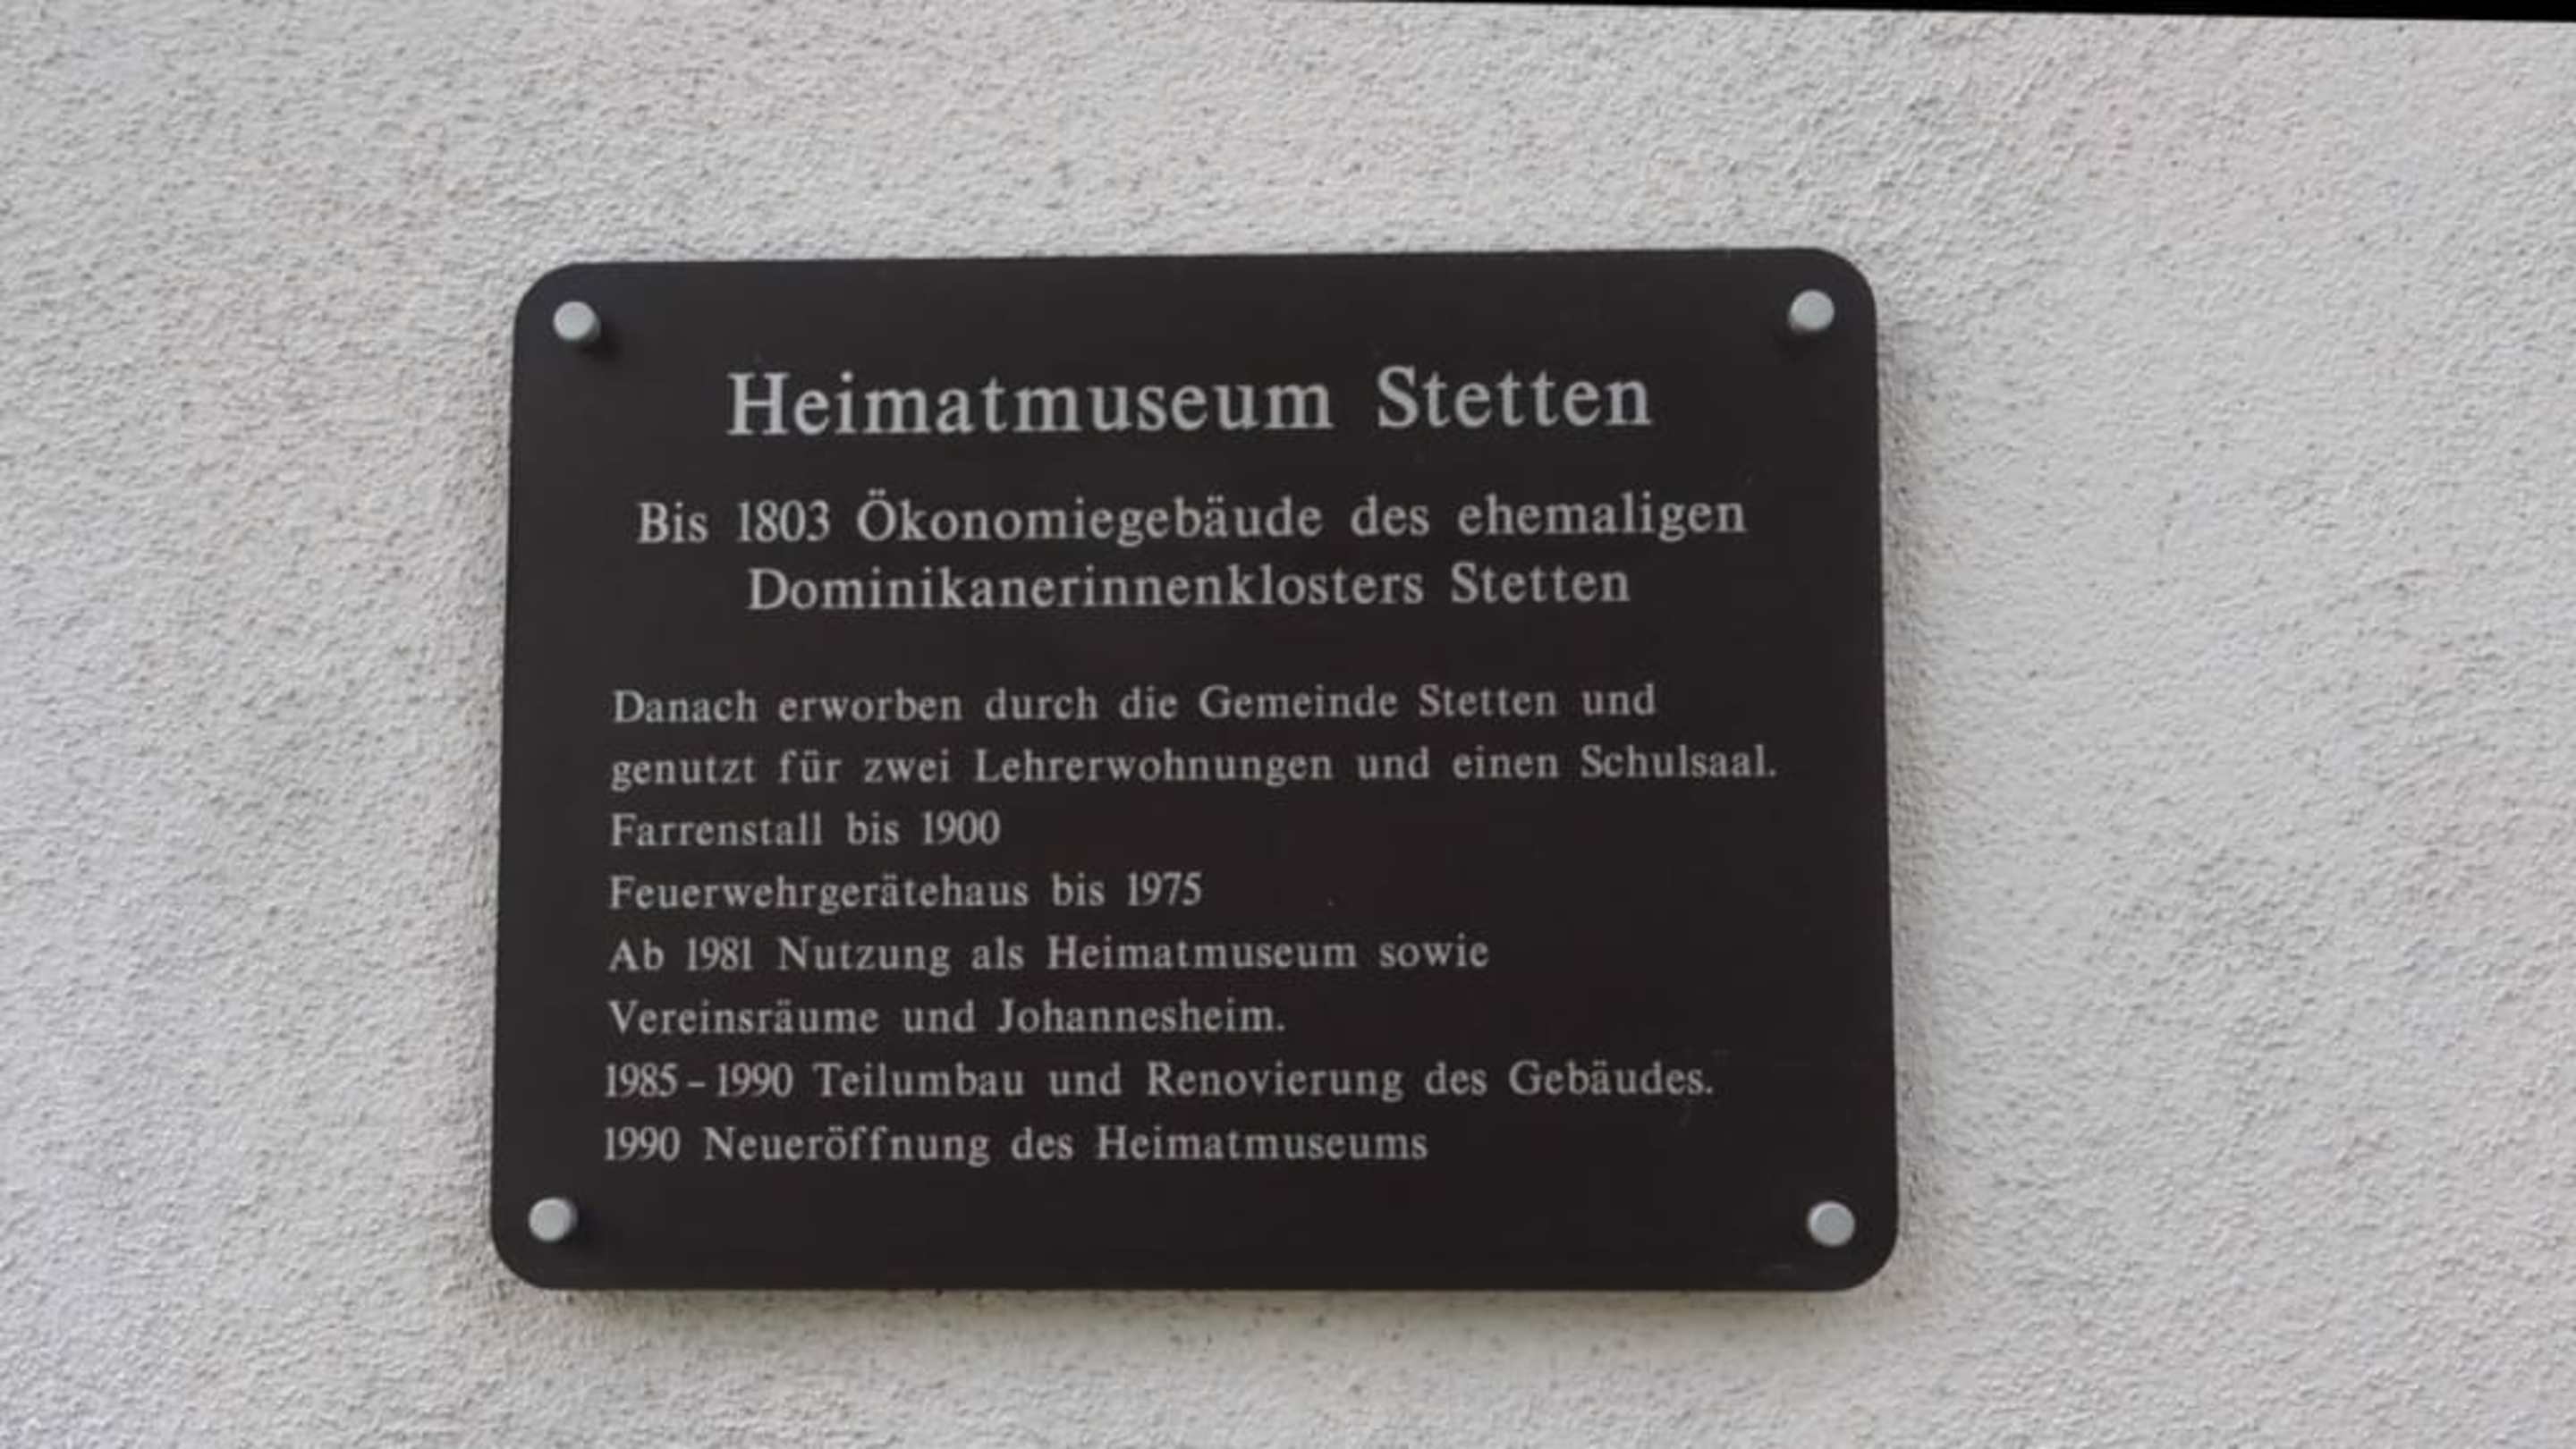 Heimatmuseum Stetten
Bis 1803 Ökonomiegebäude des ehemaligen
Dominikanerinnenklosters Stetten
Danach erworben durch die Gemeinde Stetten und
genutzt für zwei Lehrerwohnungen und einen Schulsaal.
Farrenstall bis 1900
Feuerwehrgerätehaus bis 1975
Ab 1981 Nutzung als Heimatmuseum sowie
Vereinsräume und Johannesheim.
1985 – 1990 Teilumbau und Renovierung des Gebäudes.
1990 Neueröffnung des Heimatmuseums